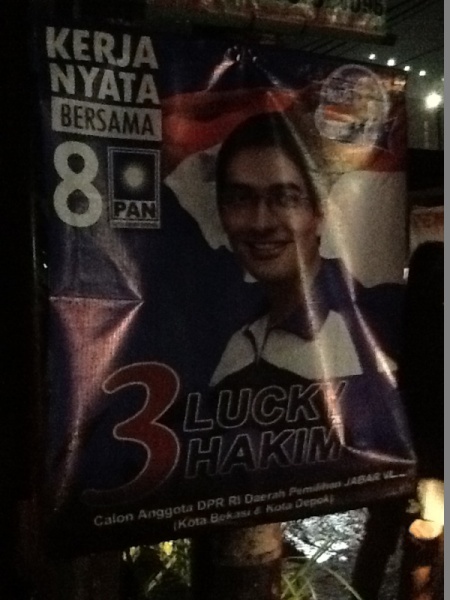 KERJA
NYATA
BERSAMA
8
PAN
3 LUCKY
HAKIM
Calon Anggota DPR RI Daerah Pemilihan JABAR
(Kota Bekasi & Kota Depok)